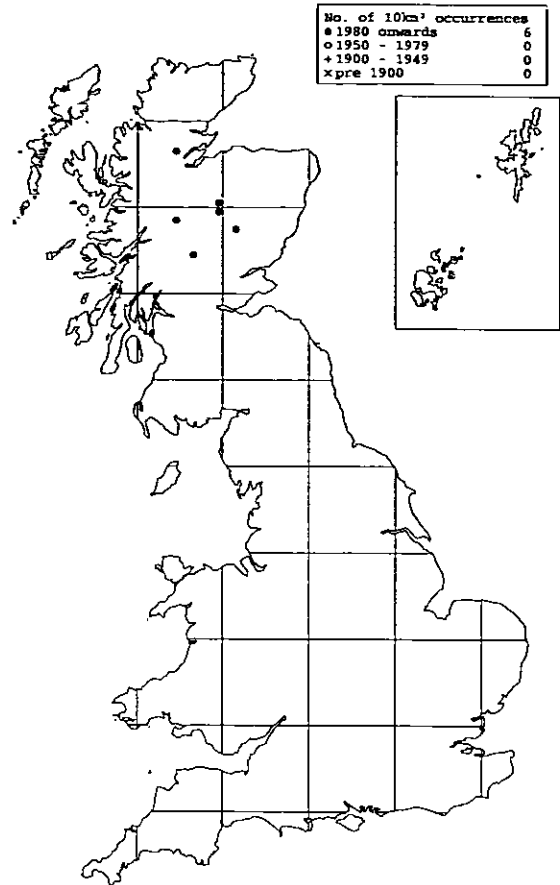 No. of 10km² occurrences
● 1980 onwards 6
○ 1950 - 1979 0
+ 1900 - 1949 0
× pre 1900 0